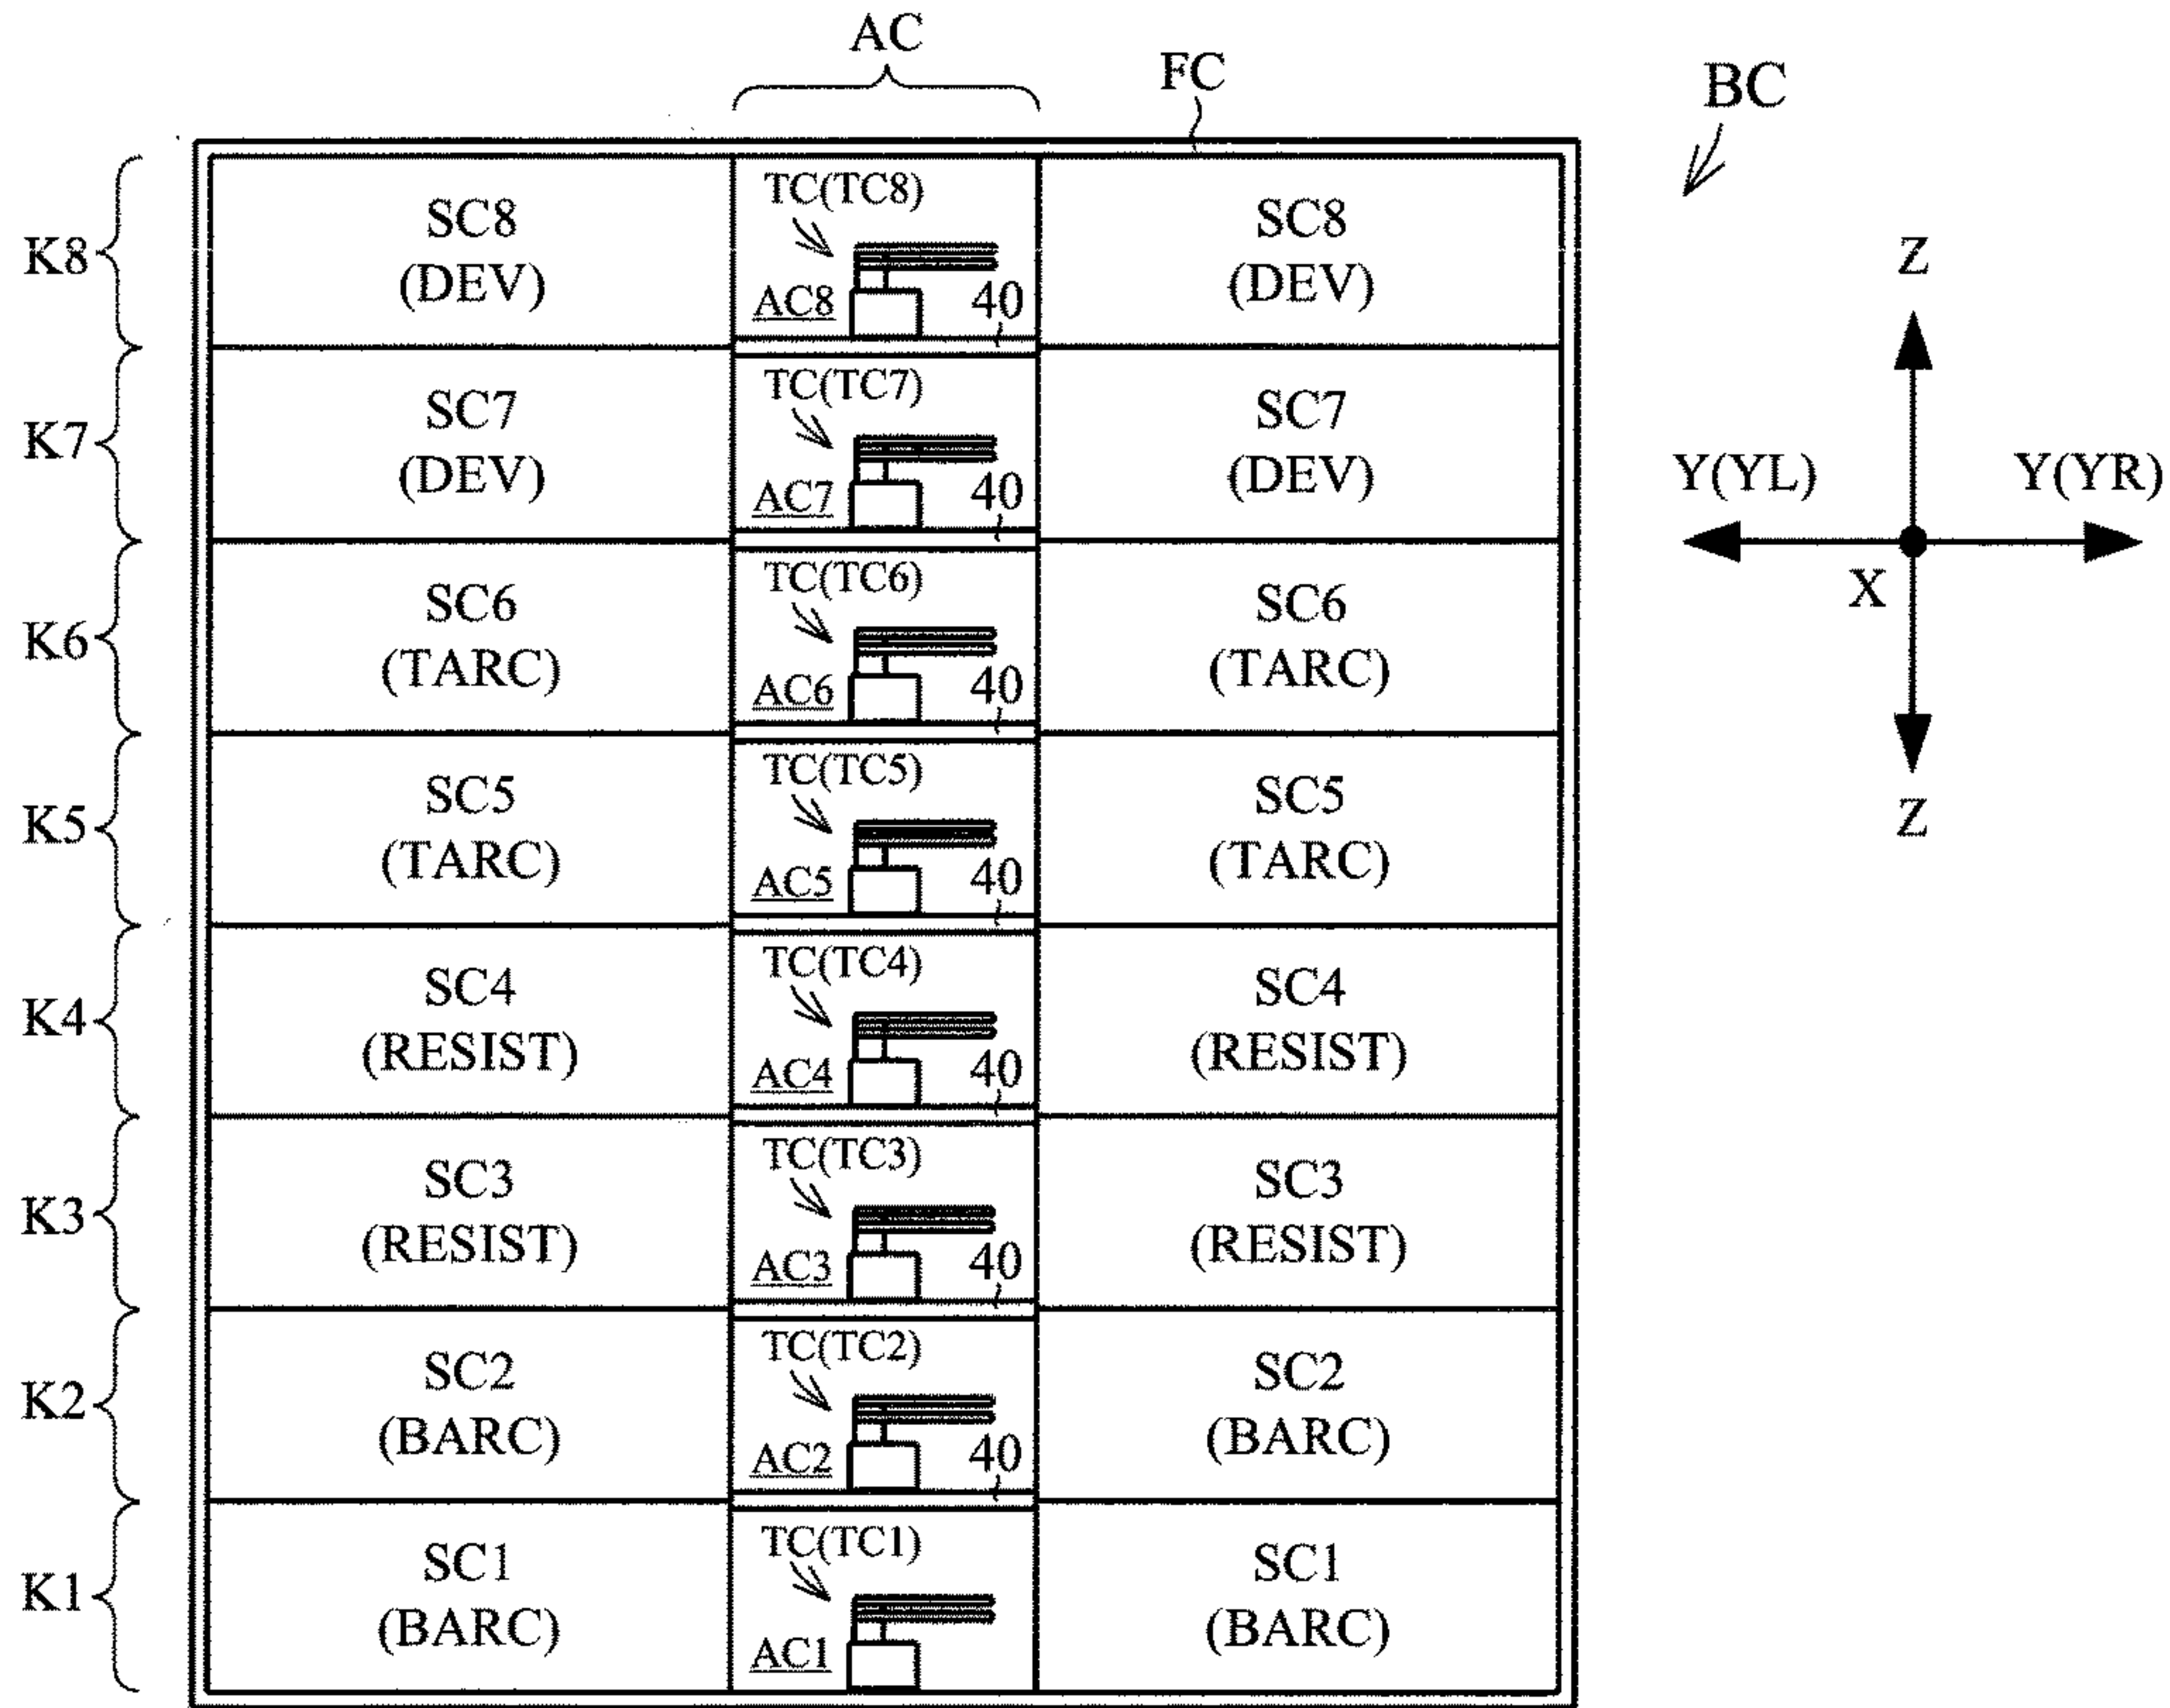 AC
FC
BC
K8
SC8
(DEV)
TC(TC8)
AC8
40
SC8
(DEV)
K7
SC7
(DEV)
TC(TC7)
AC7
40
SC7
(DEV)
K6
SC6
(TARC)
TC(TC6)
AC6
40
SC6
(TARC)
K5
SC5
(TARC)
TC(TC5)
AC5
40
SC5
(TARC)
K4
SC4
(RESIST)
TC(TC4)
AC4
40
SC4
(RESIST)
K3
SC3
(RESIST)
TC(TC3)
AC3
40
SC3
(RESIST)
K2
SC2
(BARC)
TC(TC2)
AC2
40
SC2
(BARC)
K1
SC1
(BARC)
TC(TC1)
AC1
SC1
(BARC)
Z
Y(YL)
Y(YR)
X
Z